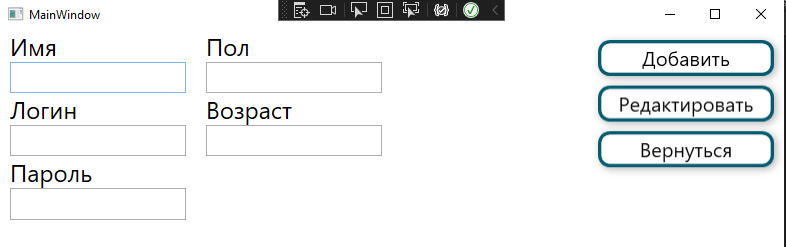 MainWindow
Имя
Пол
Добавить
Редактировать
Логин
Возраст
Вернуться
Пароль